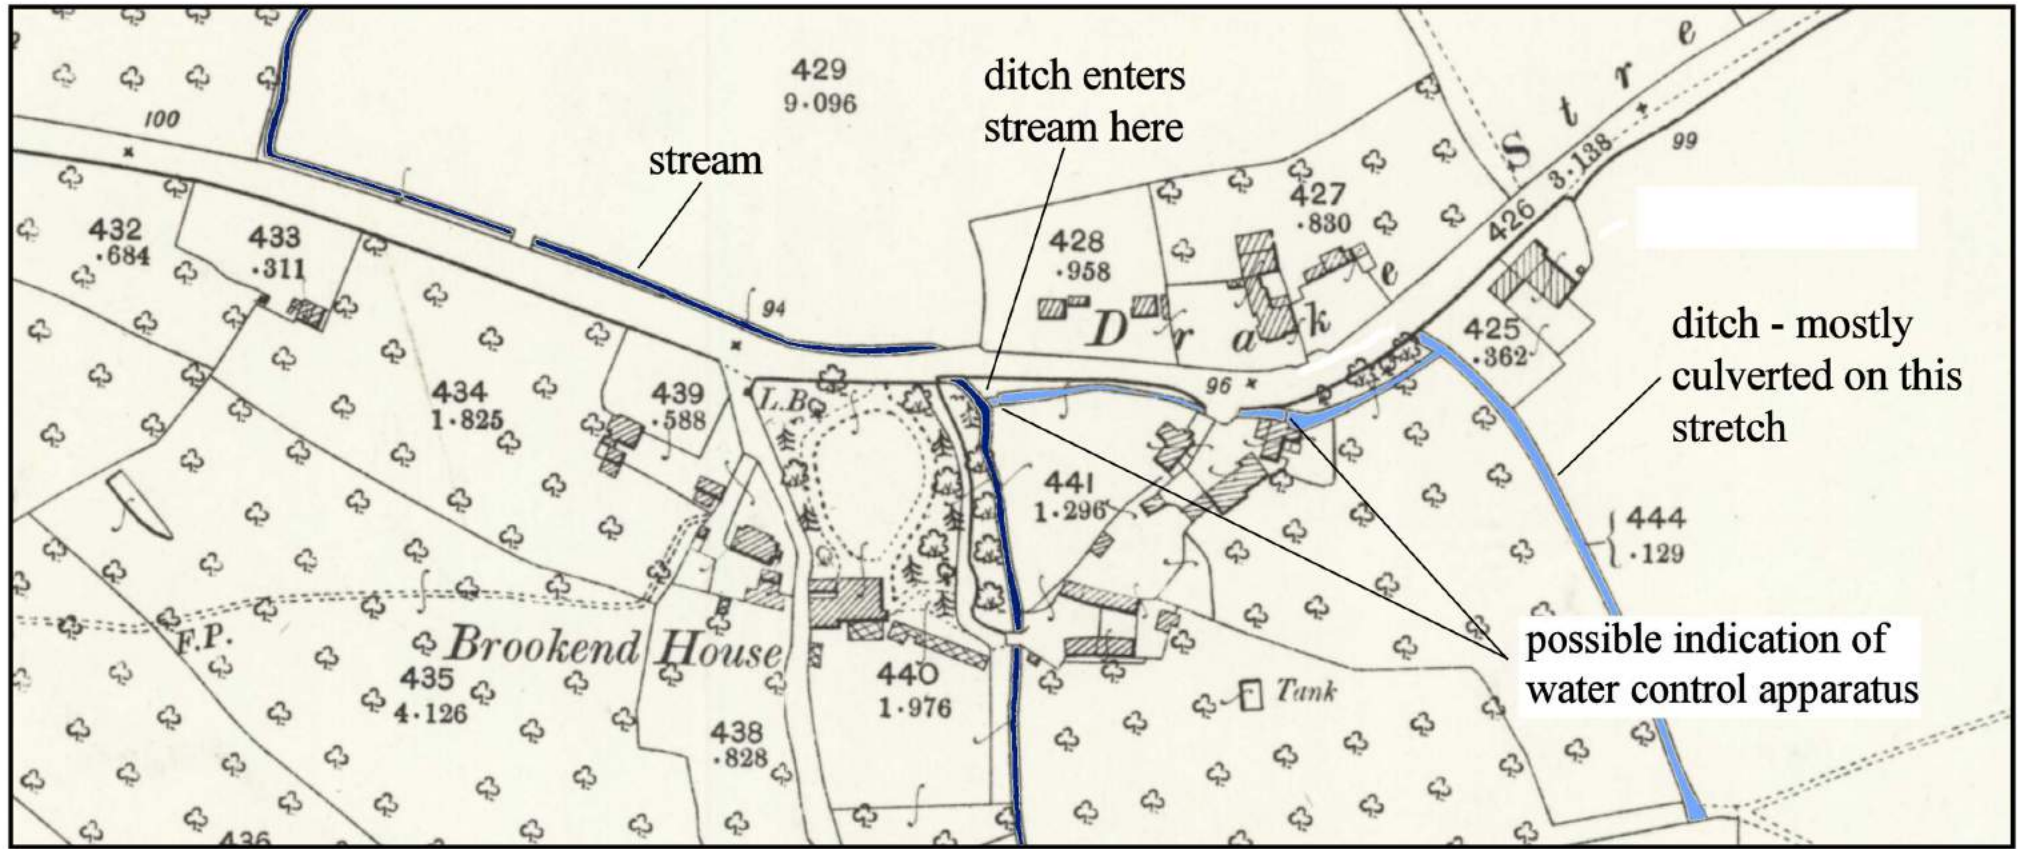 429
9·096
ditch enters
stream here
stream
100
Stre
3·138
99
426
432
·684
433
·311
94
428
·958
427
·830
Drake
96
425
·362
ditch - mostly
culverted on this
stretch
434
1·825
439
·588
L.B.
441
1·296
444
·129
F.P.
Brookend House
435
4·126
440
1·976
438
·828
Tank
possible indication of
water control apparatus
436